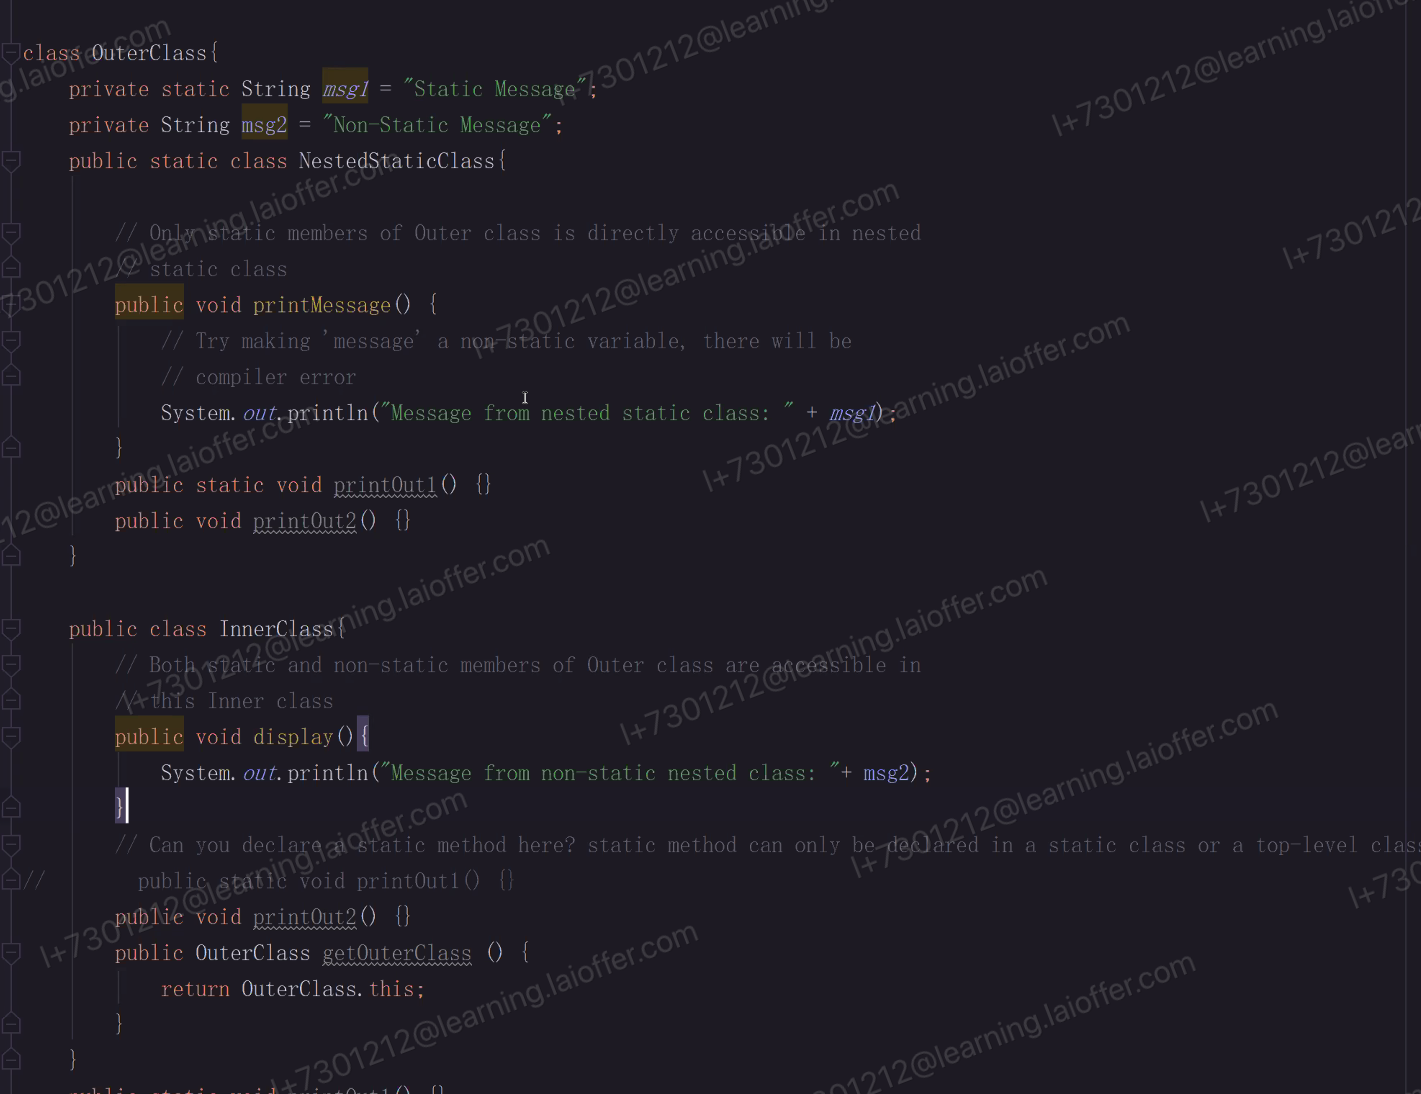 class OuterClass{
    private static String msg1 = "Static Message";
    private String msg2 = "Non-Static Message";
    public static class NestedStaticClass{
        // Only static members of Outer class is directly accessible in nested
        // static class
        public void printMessage() {
            // Try making 'message' a non-static variable, there will be
            // compiler error
            System.out.println("Message from nested static class: " + msg1);
        }
        public static void printOut1() {}
        public void printOut2() {}
    }
    public class InnerClass{
        // Both static and non-static members of Outer class are accessible in
        // this Inner class
        public void display(){
            System.out.println("Message from non-static nested class: "+ msg2);
        }
        // Can you declare a static method here? static method can only be declared in a static class or a top-level clas
//        public static void printOut1() {}
        public void printOut2() {}
        public OuterClass getOuterClass () {
            return OuterClass.this;
        }
    }
    public static void printOut1() {}
l+7301212@learning.laioffer.com